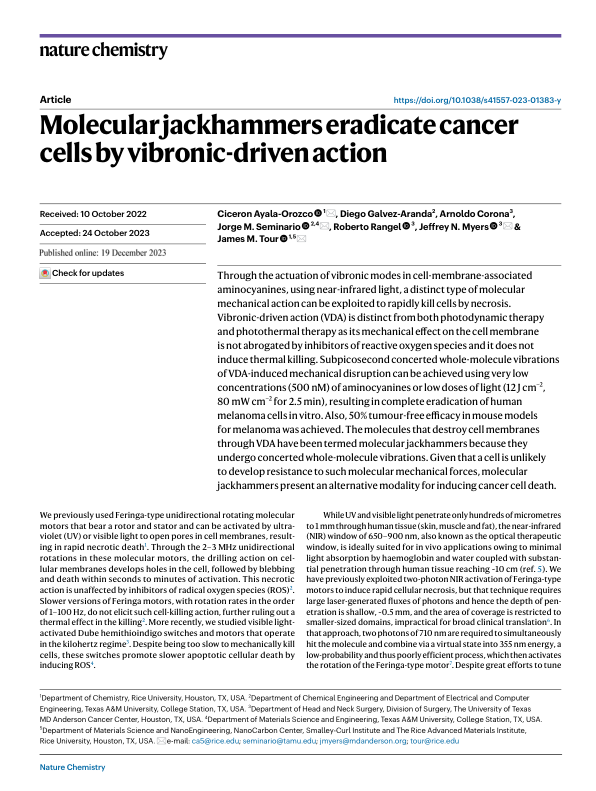 nature chemistry
Article
https://doi.org/10.1038/s41557-023-01383-y
Molecular jackhammers eradicate cancer
cells by vibronic-driven action
Received: 10 October 2022
Accepted: 24 October 2023
Published online: 19 December 2023
Check for updates
Ciceron Ayala-Orozco 1, Diego Galvez-Aranda2, Arnoldo Corona3,
Jorge M. Seminario 2,4, Roberto Rangel 3, Jeffrey N. Myers 3 &
James M. Tour 1,5
Through the actuation of vibronic modes in cell-membrane-associated
aminocyanines, using near-infrared light, a distinct type of molecular
mechanical action can be exploited to rapidly kill cells by necrosis.
Vibronic-driven action (VDA) is distinct from both photodynamic therapy
and photothermal therapy as its mechanical effect on the cell membrane
is not abrogated by inhibitors of reactive oxygen species and it does not
induce thermal killing. Subpicosecond concerted whole-molecule vibrations
of VDA-induced mechanical disruption can be achieved using very low
concentrations (500 nM) of aminocyanines or low doses of light (12 J cm−2,
80 mW cm−2 for 2.5 min), resulting in complete eradication of human
melanoma cells in vitro. Also, 50% tumour-free efficacy in mouse models
for melanoma was achieved. The molecules that destroy cell membranes
through VDA have been termed molecular jackhammers because they
undergo concerted whole-molecule vibrations. Given that a cell is unlikely
to develop resistance to such molecular mechanical forces, molecular
jackhammers present an alternative modality for inducing cancer cell death.
We previously used Feringa-type unidirectional rotating molecular
motors that bear a rotor and stator and can be activated by ultra-
violet (UV) or visible light to open pores in cell membranes, result-
ing in rapid necrotic death1. Through the 2–3 MHz unidirectional
rotations in these molecular motors, the drilling action on cel-
lular membranes develops holes in the cell, followed by blebbing
and death within seconds to minutes of activation. This necrotic
action is unaffected by inhibitors of radical oxygen species (ROS)2.
Slower versions of Feringa motors, with rotation rates in the order
of 1–100 Hz, do not elicit such cell-killing action, further ruling out a
thermal effect in the killing2. More recently, we studied visible light-
activated Dube hemithioindigo switches and motors that operate
in the kilohertz regime3. Despite being too slow to mechanically kill
cells, these switches promote slower apoptotic cellular death by
inducing ROS4.
While UV and visible light penetrate only hundreds of micrometres
to 1 mm through human tissue (skin, muscle and fat), the near-infrared
(NIR) window of 650–900 nm, also known as the optical therapeutic
window, is ideally suited for in vivo applications owing to minimal
light absorption by haemoglobin and water coupled with substan-
tial penetration through human tissue reaching ~10 cm (ref. 5). We
have previously exploited two-photon NIR activation of Feringa-type
motors to induce rapid cellular necrosis, but that technique requires
large laser-generated fluxes of photons and hence the depth of pen-
etration is shallow, ~0.5 mm, and the area of coverage is restricted to
smaller-sized domains, impractical for broad clinical translation6. In
that approach, two photons of 710 nm are required to simultaneously
hit the molecule and combine via a virtual state into 355 nm energy, a
low-probability and thus poorly efficient process, which then activates
the rotation of the Feringa-type motor7. Despite great efforts to tune
1Department of Chemistry, Rice University, Houston, TX, USA. 2Department of Chemical Engineering and Department of Electrical and Computer
Engineering, Texas A&M University, College Station, TX, USA. 3Department of Head and Neck Surgery, Division of Surgery, The University of Texas
MD Anderson Cancer Center, Houston, TX, USA. 4Department of Materials Science and Engineering, Texas A&M University, College Station, TX, USA.
5Department of Materials Science and NanoEngineering, NanoCarbon Center, Smalley-Curl Institute and The Rice Advanced Materials Institute,
Rice University, Houston, TX, USA. e-mail: ca5@rice.edu; seminario@tamu.edu; jmyers@mdanderson.org; tour@rice.edu
Nature Chemistry